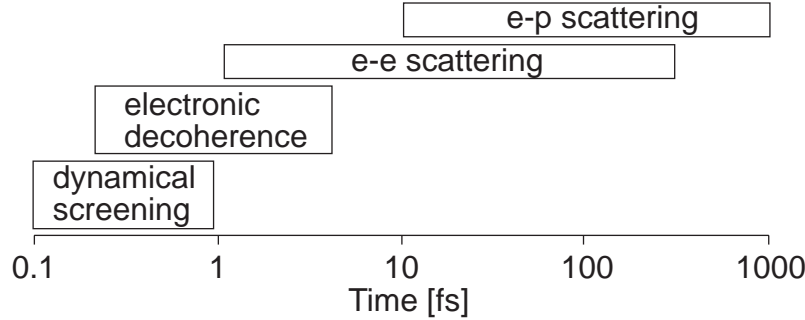 e-p scattering
e-e scattering
electronic
decoherence
dynamical
screening
0.1 1 10 100 1000
Time [fs]